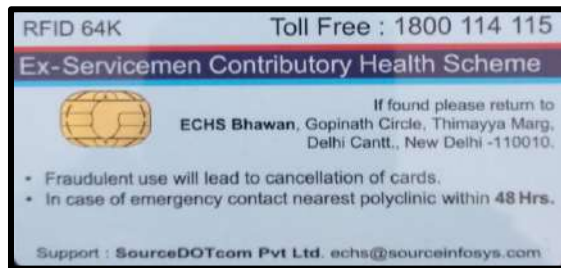 RFID 64K Toll Free : 1800 114 115
Ex-Servicemen Contributory Health Scheme
If found please return to
ECHS Bhawan, Gopinath Circle, Thimayya Marg,
Delhi Cantt., New Delhi -110010.
• Fraudulent use will lead to cancellation of cards.
• In case of emergency contact nearest polyclinic within 48 Hrs.
Support : SourceDOTcom Pvt Ltd. echs@sourceinfosys.com